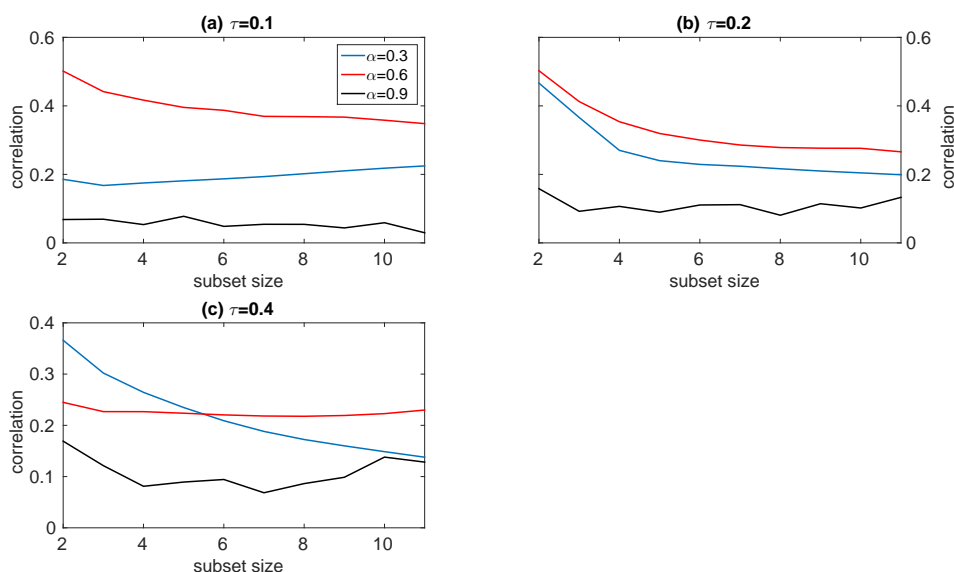 (a) τ=0.1
0.6
0.4
0.2
0
correlation
α=0.3
α=0.6
α=0.9
2 4 6 8 10
subset size
(b) τ=0.2
0.6
0.4
0.2
0
correlation
2 4 6 8 10
subset size
(c) τ=0.4
0.4
0.3
0.2
0.1
0
correlation
2 4 6 8 10
subset size